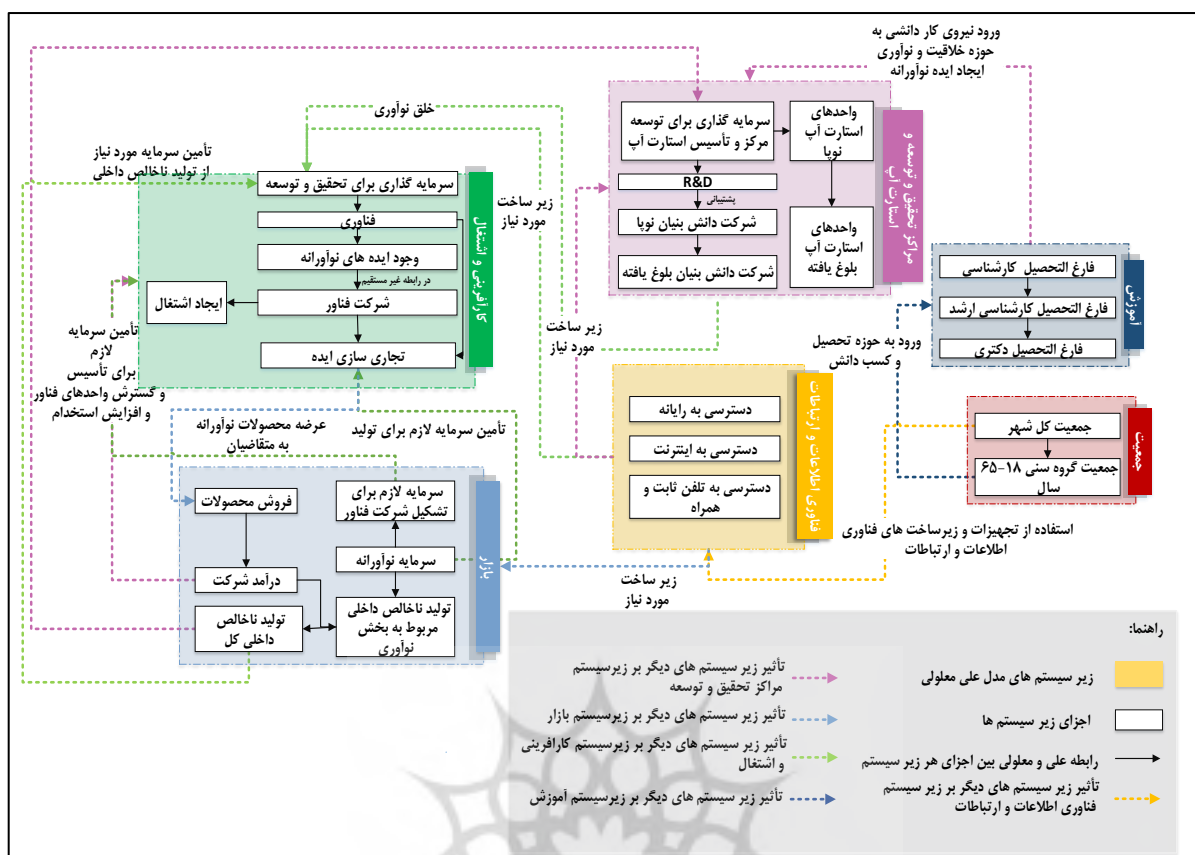 ورود نیروی کار دانشی به
حوزه خلاقیت و نوآوری
ایجاد ایده نوآورانه
مراکز تحقیق و توسعه و
استارت آپ
سرمایه گذاری برای توسعه
مرکز و تأسیس استارت آپ
واحدهای
استارت آپ
نوپا
R&D
پشتیبانی
شرکت دانش بنیان نوپا
شرکت دانش بنیان بلوغ یافته
واحدهای
استارت آپ
بلوغ یافته
خلق نوآوری
تأمین سرمایه مورد نیاز
از تولید ناخالص داخلی
کارآفرینی و اشتغال
سرمایه گذاری برای تحقیق و توسعه
فناوری
وجود ایده های نوآورانه
در رابطه غیر مستقیم
شرکت فناور
ایجاد اشتغال
تجاری سازی ایده
زیر ساخت
مورد نیاز
زیر ساخت
مورد نیاز
آموزش
فارغ التحصیل کارشناسی
فارغ التحصیل کارشناسی ارشد
فارغ التحصیل دکتری
ورود به حوزه تحصیل
و کسب دانش
جمعیت
جمعیت کل شهر
جمعیت گروه سنی ۱۸-۶۵
سال
فناوری اطلاعات و ارتباطات
دسترسی به رایانه
دسترسی به اینترنت
دسترسی به تلفن ثابت و
همراه
استفاده از تجهیزات و زیرساخت های فناوری
اطلاعات و ارتباطات
تأمین سرمایه
لازم
برای
تأسیس
و گسترش واحدهای فناور
و افزایش استخدام
عرضه محصولات نوآورانه
به متقاضیان
تأمین سرمایه لازم برای تولید
بازار
سرمایه لازم برای
تشکیل شرکت فناور
فروش محصولات
سرمایه نوآورانه
درآمد شرکت
تولید ناخالص داخلی
مربوط به بخش
نوآوری
تولید ناخالص
داخلی کل
زیر ساخت
مورد نیاز
راهنما:
زیر سیستم های مدل علی معلولی
اجزای زیر سیستم ها
رابطه علی و معلولی بین اجزای هر زیر سیستم
تأثیر زیر سیستم های دیگر بر زیر سیستم
فناوری اطلاعات و ارتباطات
تأثیر زیر سیستم های دیگر بر زیرسیستم
مراکز تحقیق و توسعه
تأثیر زیر سیستم های دیگر بر زیرسیستم بازار
تأثیر زیر سیستم های دیگر بر زیرسیستم کارافرینی
و اشتغال
تأثیر زیر سیستم های دیگر بر زیرسیستم آموزش